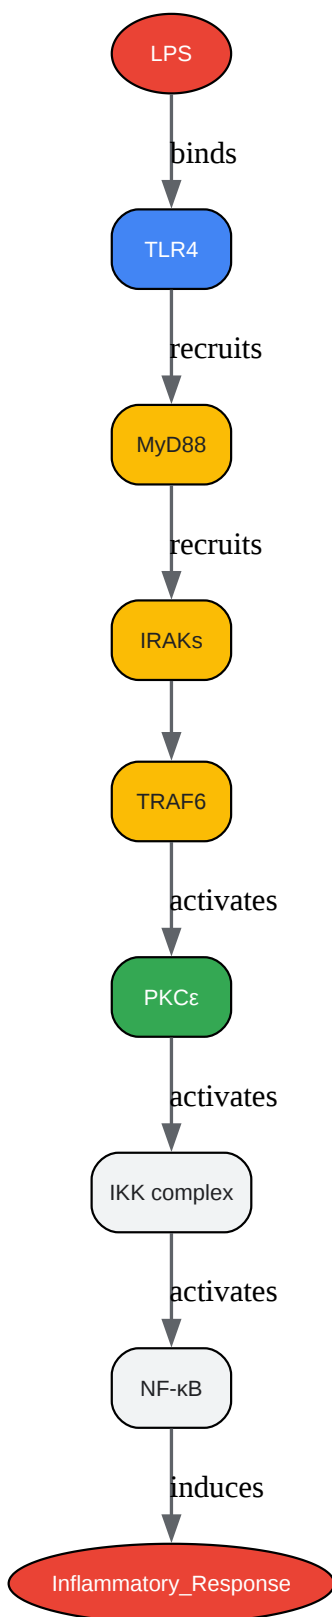 LPS
binds
TLR4
recruits
MyD88
recruits
IRAKs
TRAF6
activates
PKCε
activates
IKK complex
activates
NF-κB
induces
Inflammatory_Response